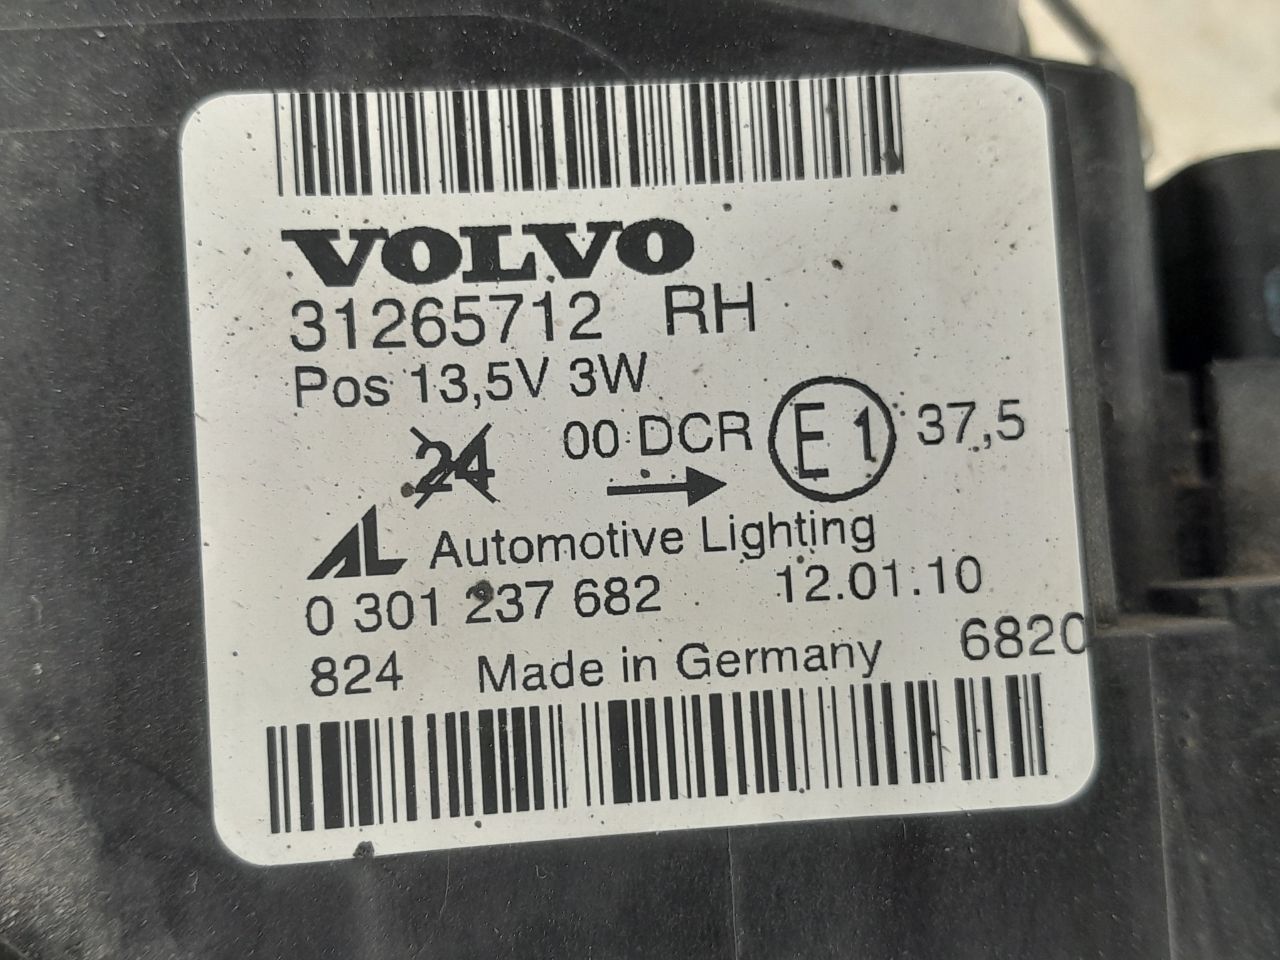 VOLVO
31265712 RH
Pos 13,5V 3W
24 00 DCR E1 37,5
AL Automotive Lighting
0 301 237 682 12.01.10
824 Made in Germany 6820